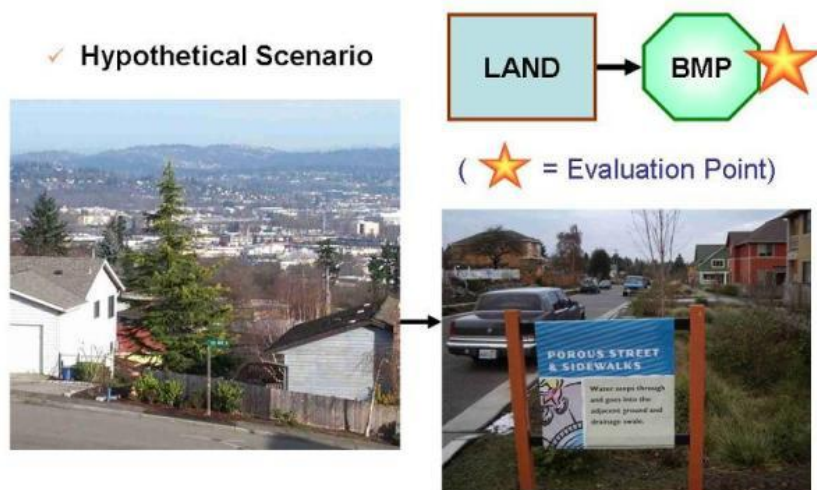 ✓ Hypothetical Scenario
LAND
BMP
( = Evaluation Point)
POROUS STREET
& SIDEWALKS
Water seeps through
and goes into the
adjacent ground and
drainage swale.